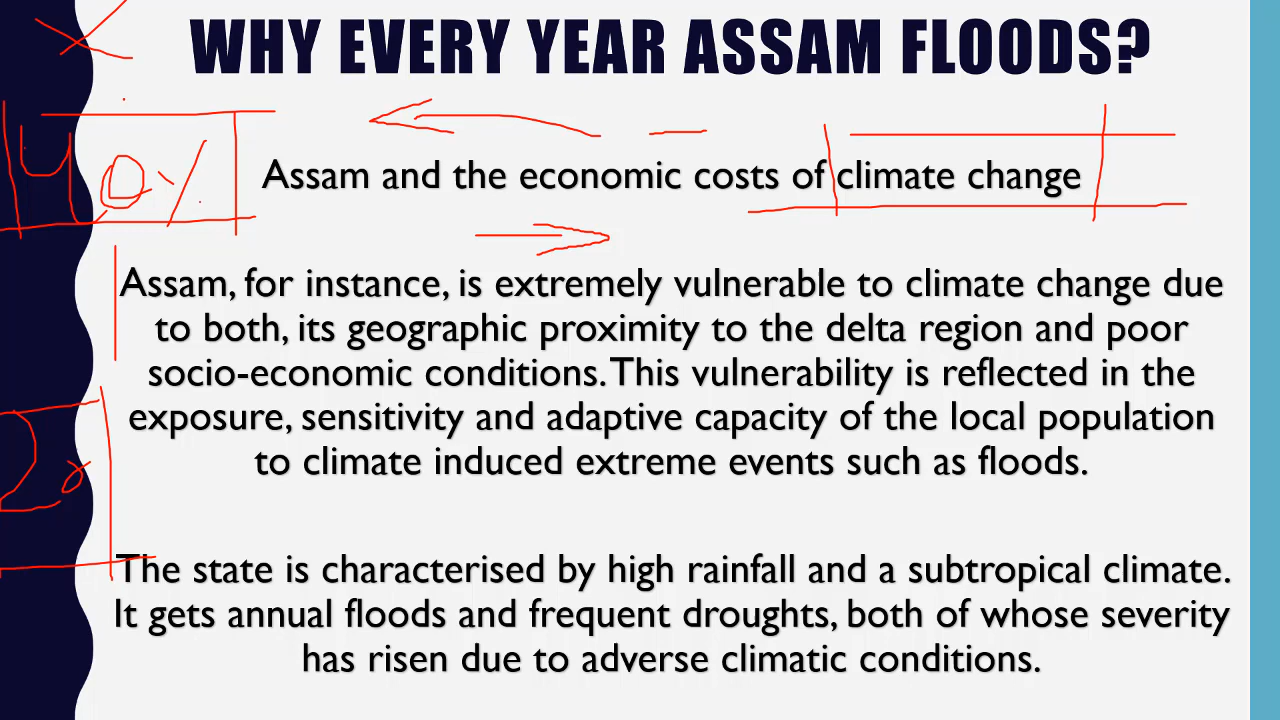 WHY EVERY YEAR ASSAM FLOODS?
40%
Assam and the economic costs of climate change
Assam, for instance, is extremely vulnerable to climate change due
to both, its geographic proximity to the delta region and poor
socio-economic conditions. This vulnerability is reflected in the
exposure, sensitivity and adaptive capacity of the local population
to climate induced extreme events such as floods.
The state is characterised by high rainfall and a subtropical climate.
It gets annual floods and frequent droughts, both of whose severity
has risen due to adverse climatic conditions.